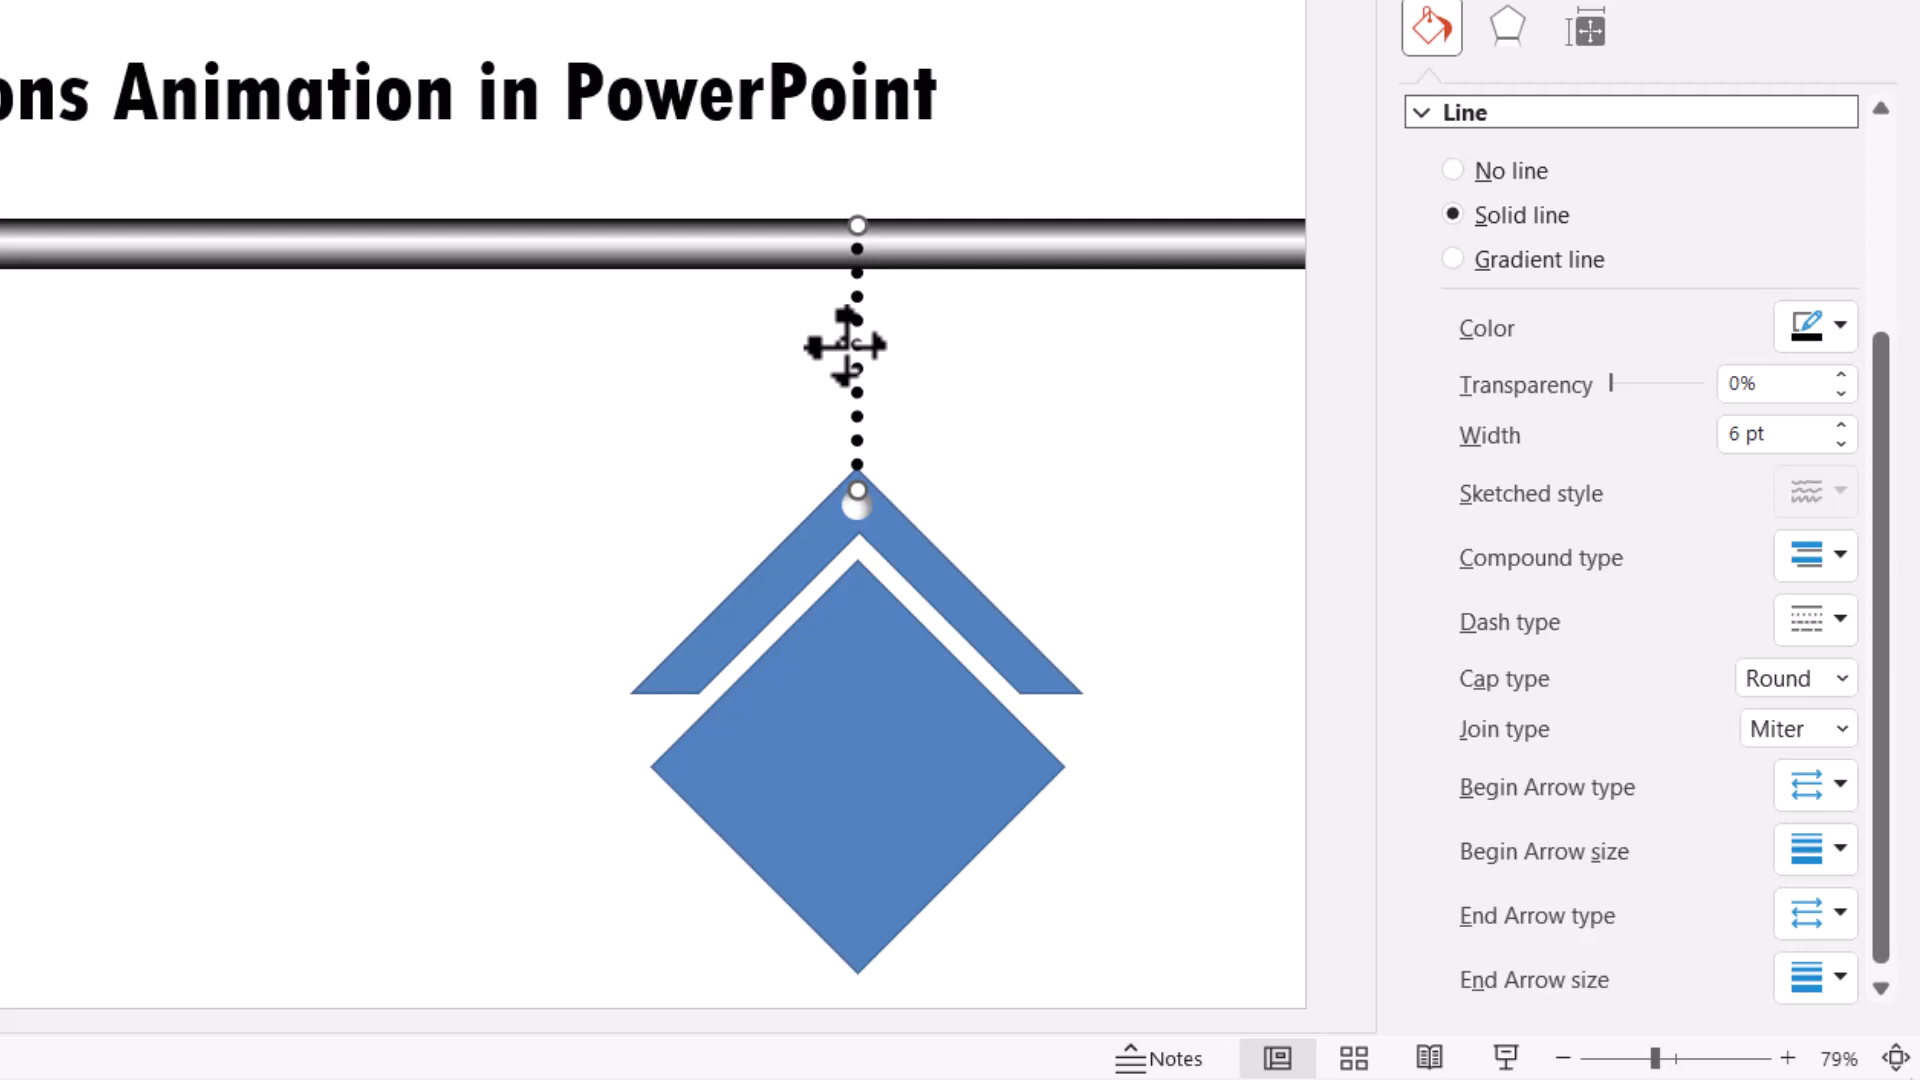 ons Animation in PowerPoint
Line
No line
Solid line
Gradient line
Color
Transparency 0%
Width 6 pt
Sketched style
Compound type
Dash type
Cap type Round
Join type Miter
Begin Arrow type
Begin Arrow size
End Arrow type
End Arrow size
Notes 79%